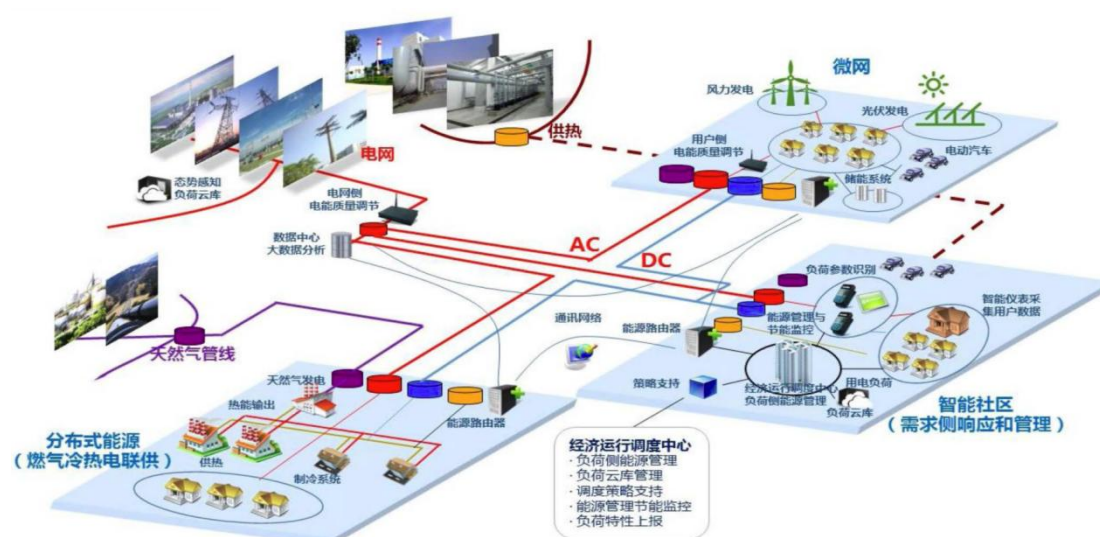 微网
风力发电
光伏发电
供热
用户侧
电能质量调节
电动汽车
储能系统
电网
态势感知
负荷云库
电网侧
电能质量调节
数据中心
大数据分析
AC
DC
负荷参数识别
智能仪表采
集用户数据
天然气管线
通讯网络
能源路由器
能源管理与
节能监控
天然气发电
热能输出
策略支持
经济运行调度中心
负荷侧能源管理
用电负荷
负荷云库
智能社区
(需求侧响应和管理)
分布式能源
(燃气冷热电联供)
供热
制冷系统
能源路由器
经济运行调度中心
· 负荷侧能源管理
· 负荷云库管理
· 调度策略支持
· 能源管理节能监控
· 负荷特性上报